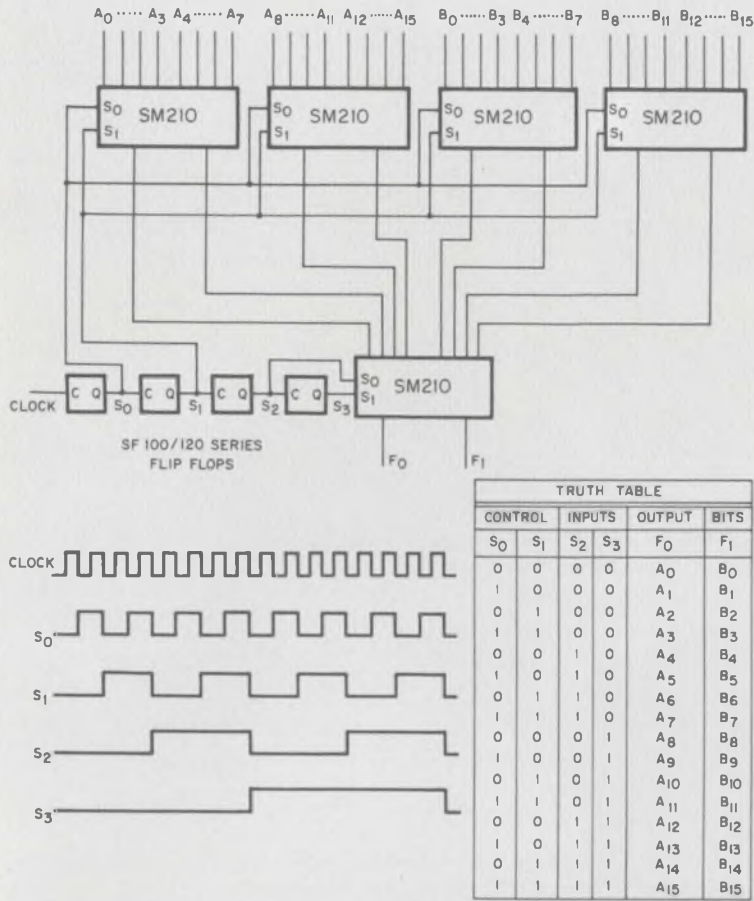 A0 ...... A3 A4 ...... A7 A8 ...... A11 A12 ...... A15 B0 ...... B3 B4 ...... B7 B8 ...... B11 B12 ...... B15
S0 SM210 S0 SM210 S0 SM210 S0 SM210
S1 S1 S1 S1
S0 SM210
S1
CLOCK C Q S0 C Q S1 C Q S2 C Q S3
SF 100/120 SERIES
FLIP FLOPS
F0 F1
TRUTH TABLE
CONTROL INPUTS OUTPUT BITS
S0 S1 S2 S3 F0 F1
0 0 0 0 A0 B0
1 0 0 0 A1 B1
0 1 0 0 A2 B2
1 1 0 0 A3 B3
0 0 1 0 A4 B4
1 0 1 0 A5 B5
0 1 1 0 A6 B6
1 1 1 0 A7 B7
0 0 0 1 A8 B8
1 0 0 1 A9 B9
0 1 0 1 A10 B10
1 1 0 1 A11 B11
0 0 1 1 A12 B12
1 0 1 1 A13 B13
0 1 1 1 A14 B14
1 1 1 1 A15 B15
CLOCK
S0
S1
S2
S3